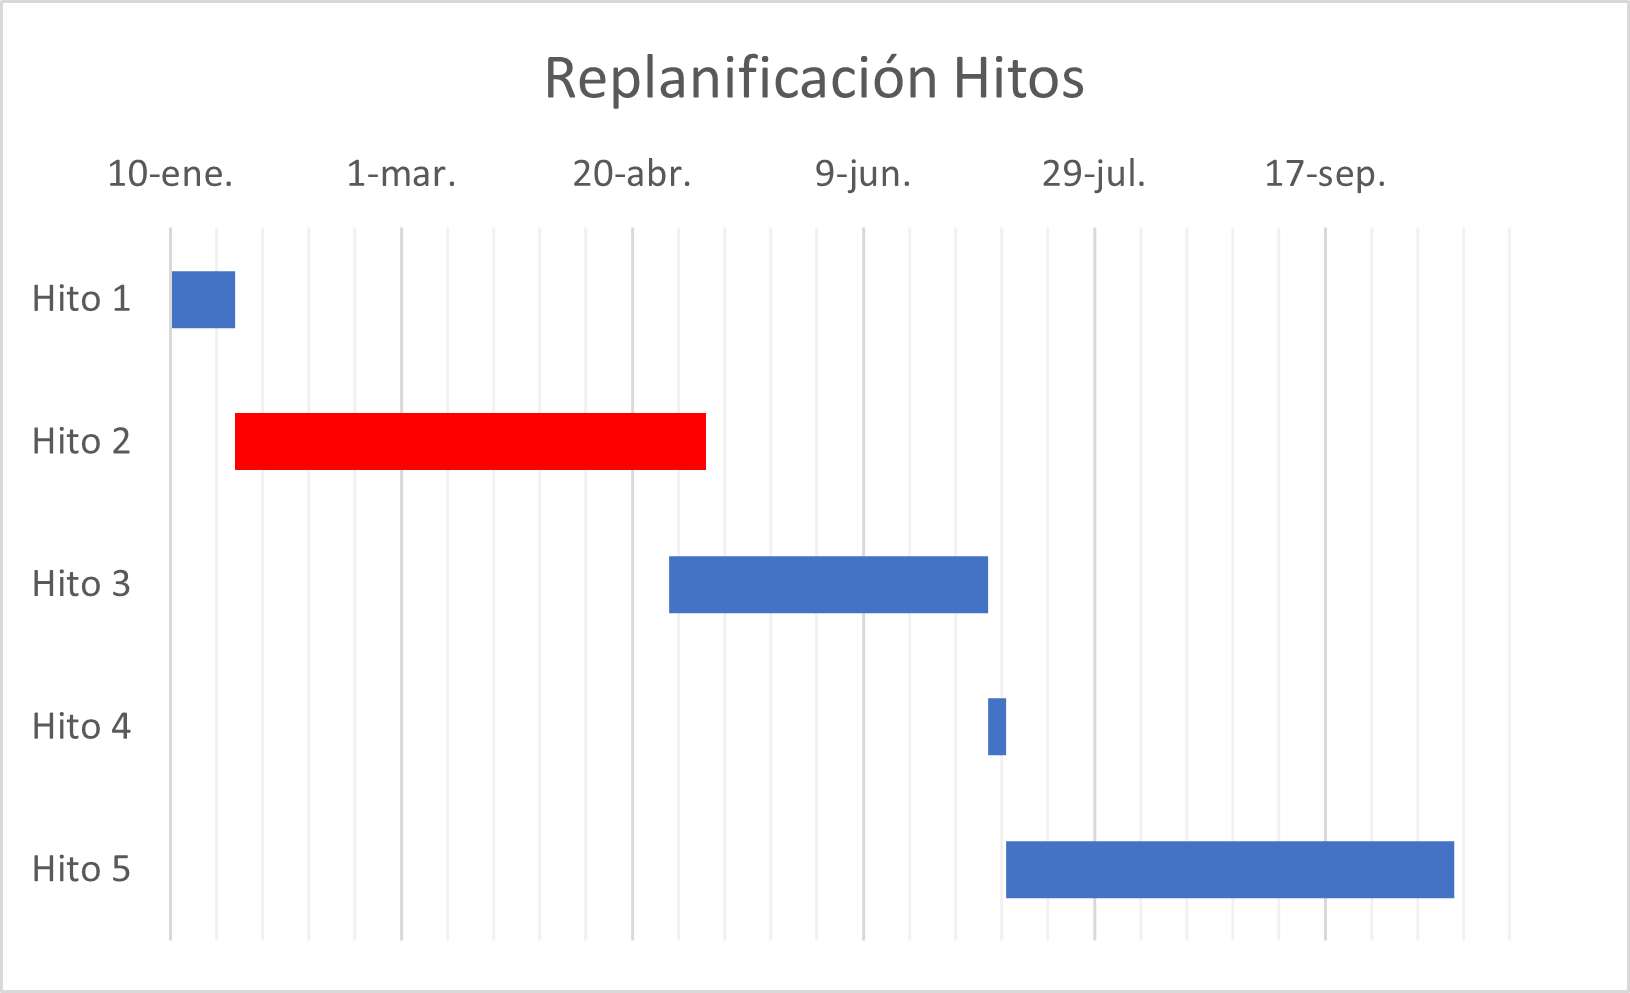 Replanificación Hitos
10-ene. 1-mar. 20-abr. 9-jun. 29-jul. 17-sep.
Hito 1
Hito 2
Hito 3
Hito 4
Hito 5